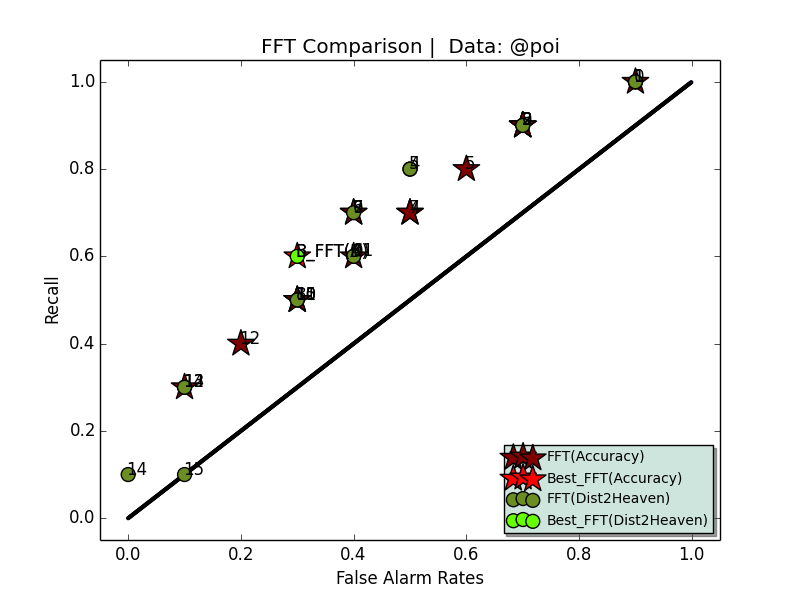 FFT Comparison |  Data: @poi
1.0
0.8
5
Recall
0.6
12
0.4
0.2
14
15
0.0
FFT(Accuracy)
Best_FFT(Accuracy)
FFT(Dist2Heaven)
Best_FFT(Dist2Heaven)
0.0 0.2 0.4 0.6 0.8 1.0
False Alarm Rates